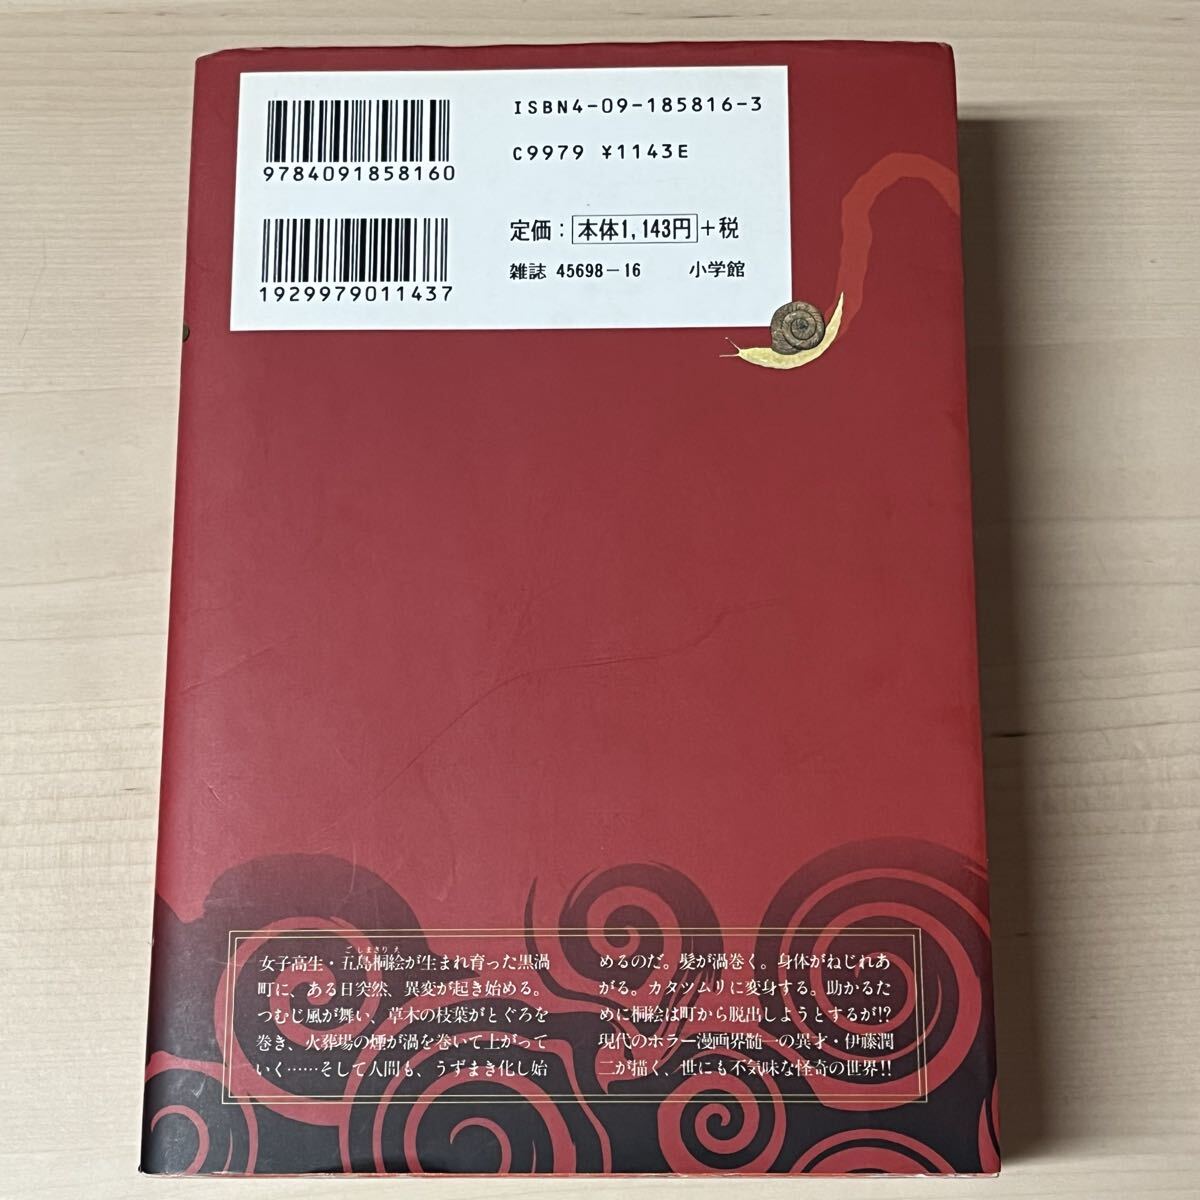 ISBN4-09-185816-3
C9979 ¥1143E
9784091858160
定価：本体1,143円＋税
雑誌 45698-16 小学館
1929979011437
ごしまきりえ
女子高生・五島桐絵が生まれ育った黒渦
町に、ある日突然、異変が起き始める。
つむじ風が舞い、草木の枝葉がとぐろを
巻き、火葬場の煙が渦を巻いて上がって
いく……そして人間も、うずまき化し始
めるのだ。髪が渦巻く。身体がねじれあ
がる。カタツムリに変身する。助かるた
めに桐絵は町から脱出しようとするが!?
現代のホラー漫画界髄一の異才・伊藤潤
二が描く、世にも不気味な怪奇の世界!!